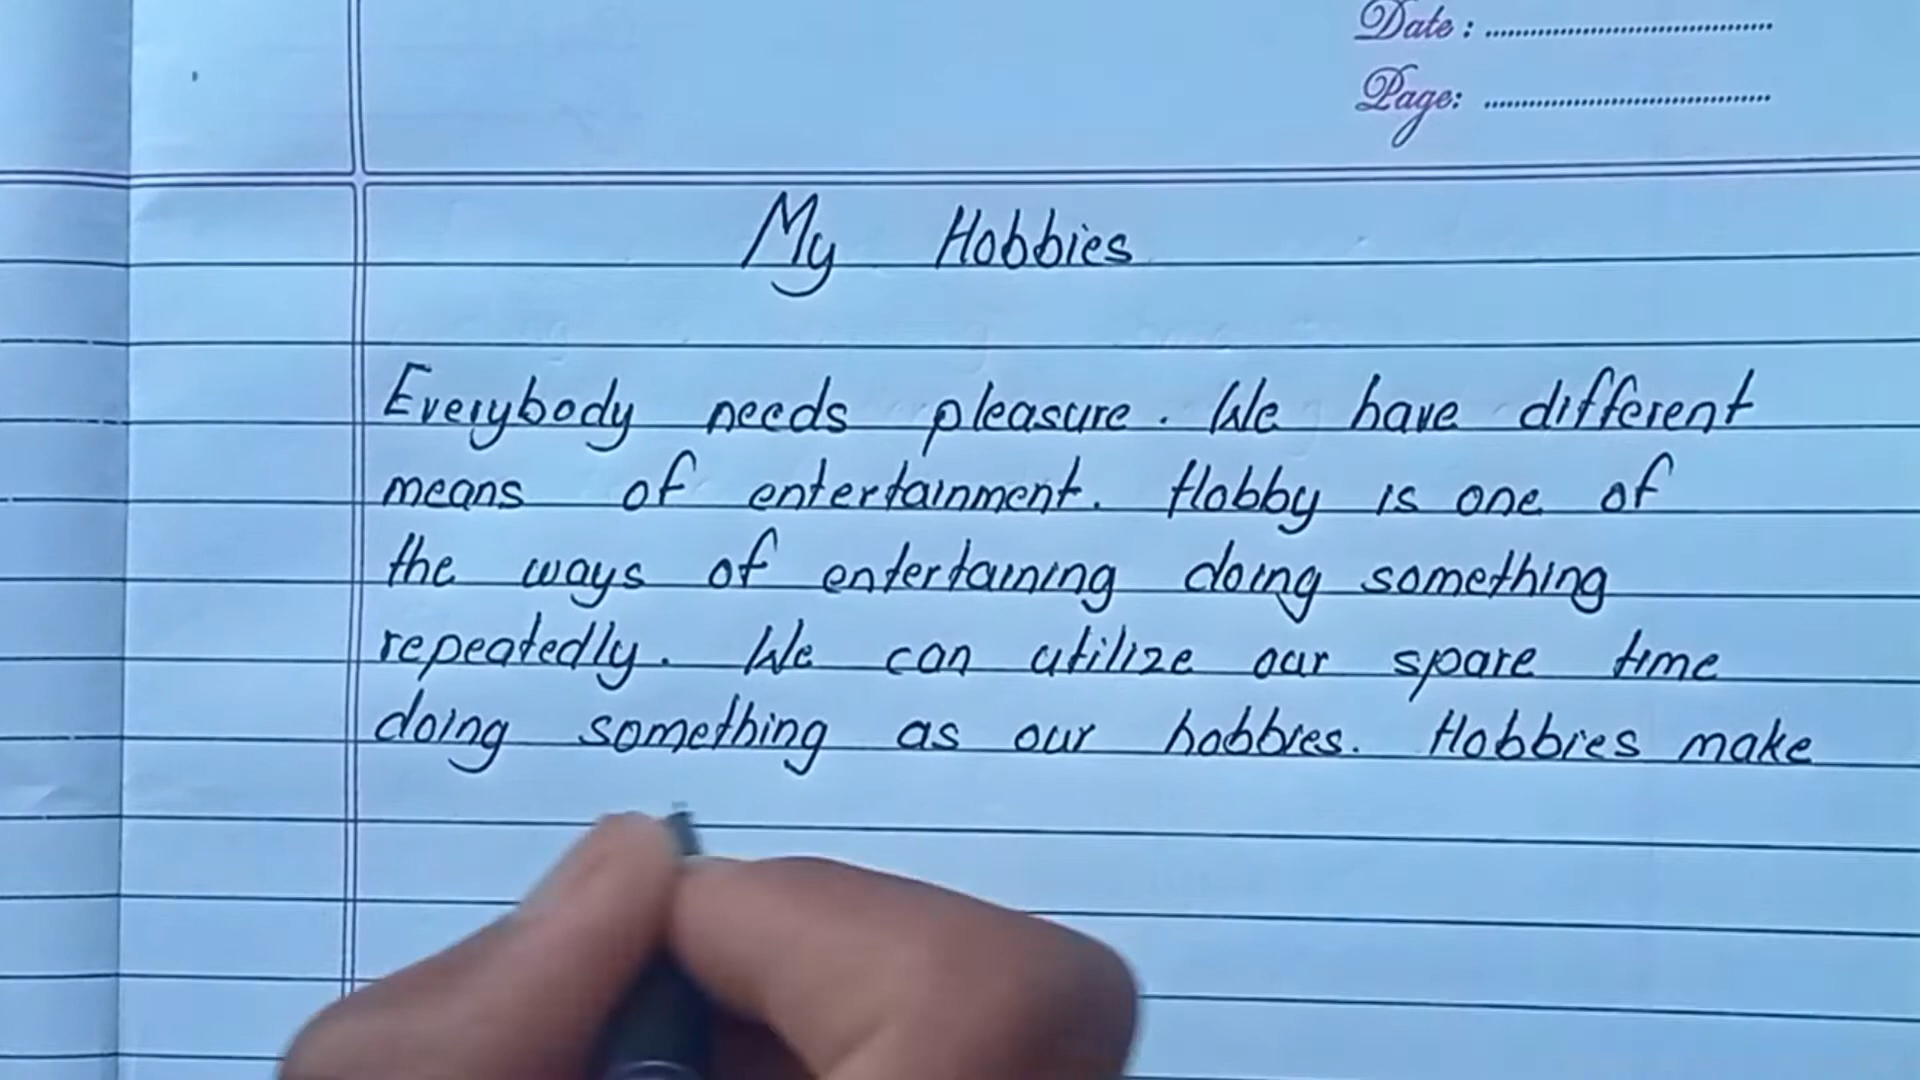 Date :
Page:
My Hobbies
Everybody needs pleasure. We have different
means of entertainment. Hobby is one of
the ways of entertaining doing something
repeatedly. We can utilize our spare time
doing something as our hobbies. Hobbies make